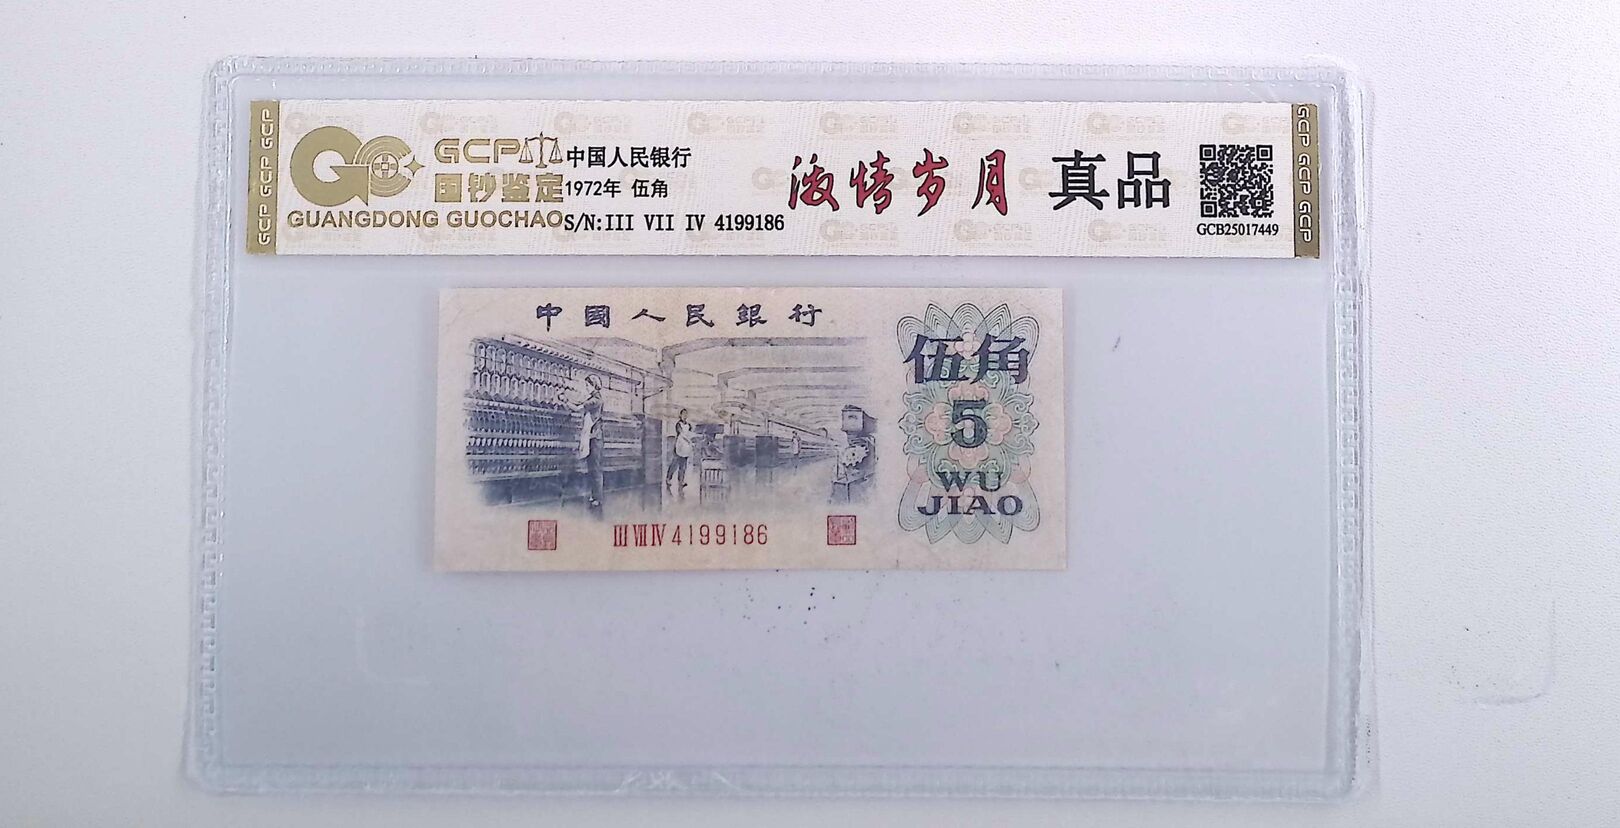 GCP
国钞鉴定
GUANGDONG GUOCHAO
中国人民银行
1972年 伍角
S/N:III VII IV 4199186
激情岁月 真品
GCB25017449
GCP GCP GCP
GCP GCP GCP
中國人民銀行
伍角
5
WU
JIAO
III VII IV 4199186